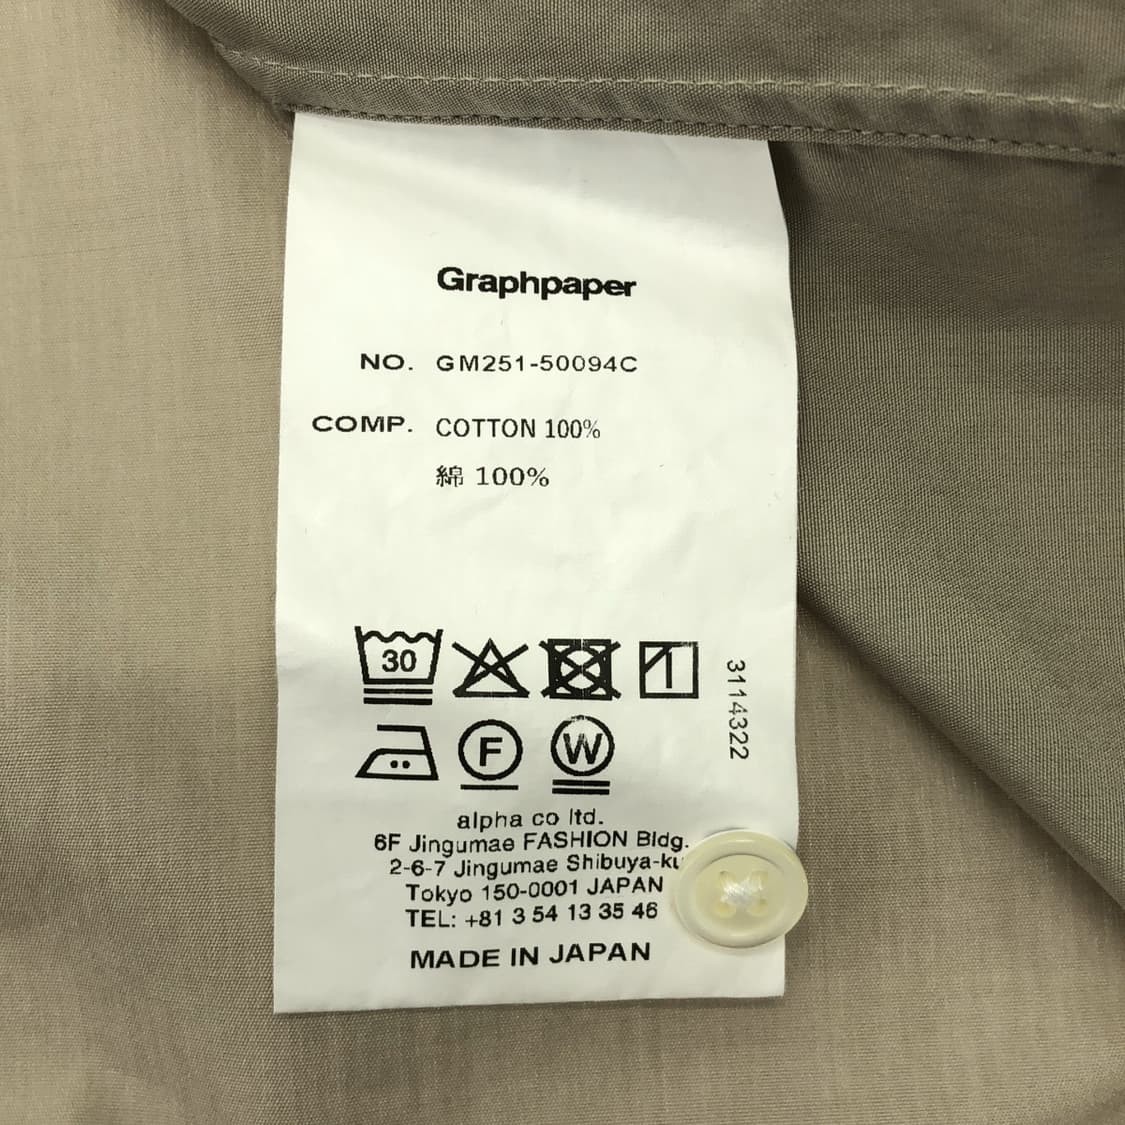 Graphpaper
NO. GM251-50094C
COMP. COTTON 100%
綿 100%
30
3114322
F
W
alpha co ltd.
6F Jingumae FASHION Bldg.
2-6-7 Jingumae Shibuya-ku
Tokyo 150-0001 JAPAN
TEL: +81 3 54 13 35 46
MADE IN JAPAN